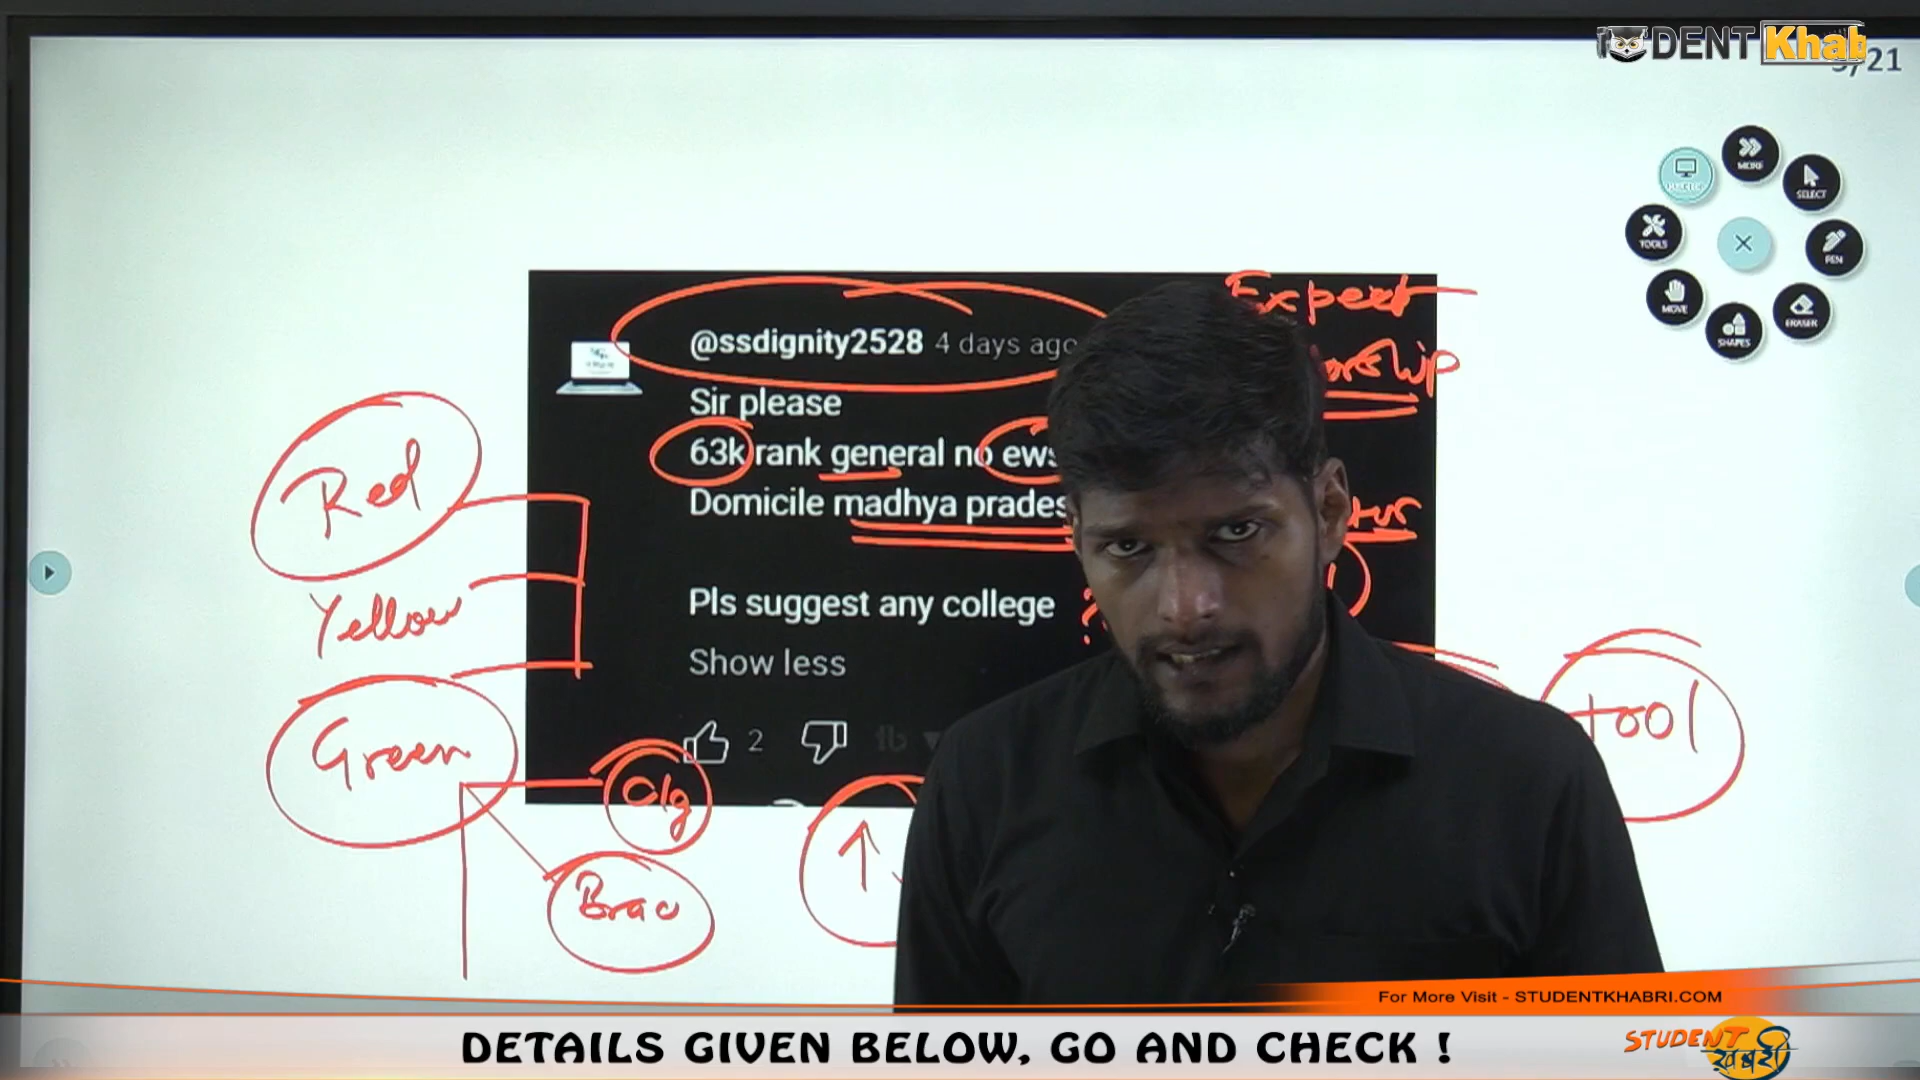 STUDENT Khab
/21
MORE
SELECT
TOOLS
PEN
MOVE
ERASER
SHAPES
Expert
@ssdignity2528 4 days ago
Sir please
63k rank general no ews
Domicile madhya prades
Pls suggest any college
?
Show less
2
Red
Yellow
Green
Clg
tool
For More Visit - STUDENTKHABRI.COM
DETAILS GIVEN BELOW, GO AND CHECK !
STUDENT
खबरी